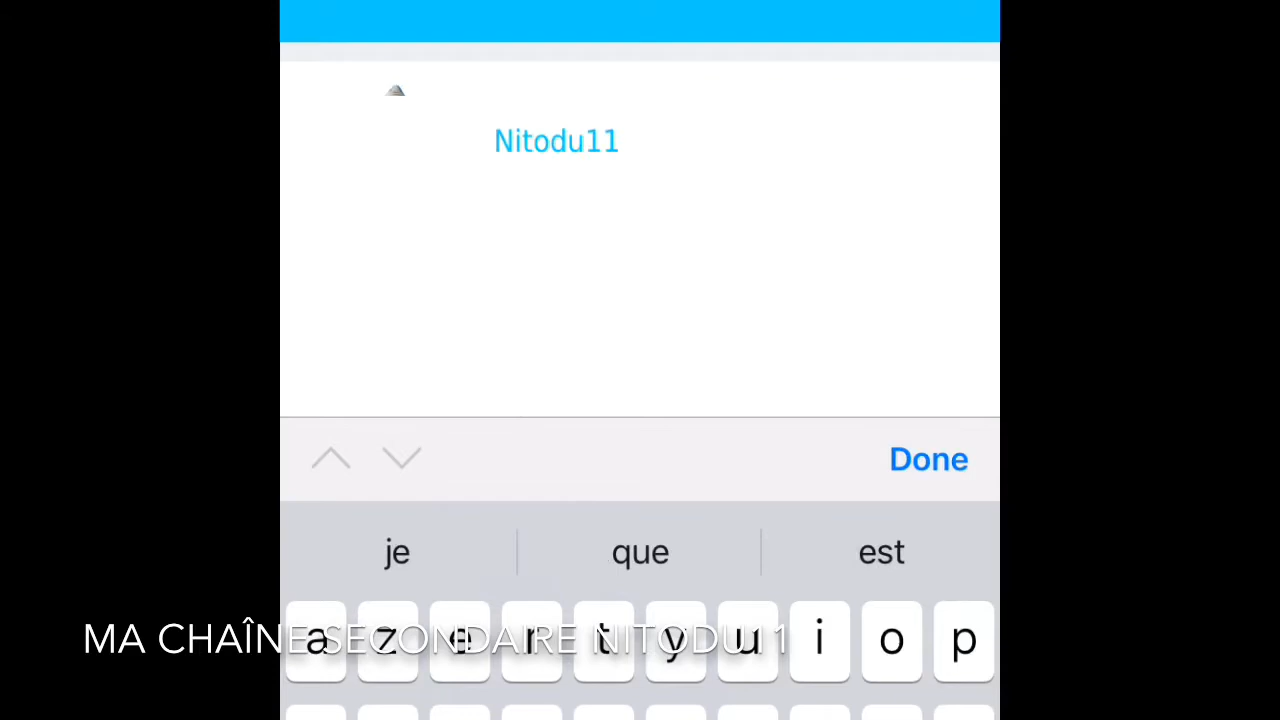 Nitodu11
Done
je que est
a z e r t y u i o p
MA CHAÎNE SECONDAIRE NITODU11